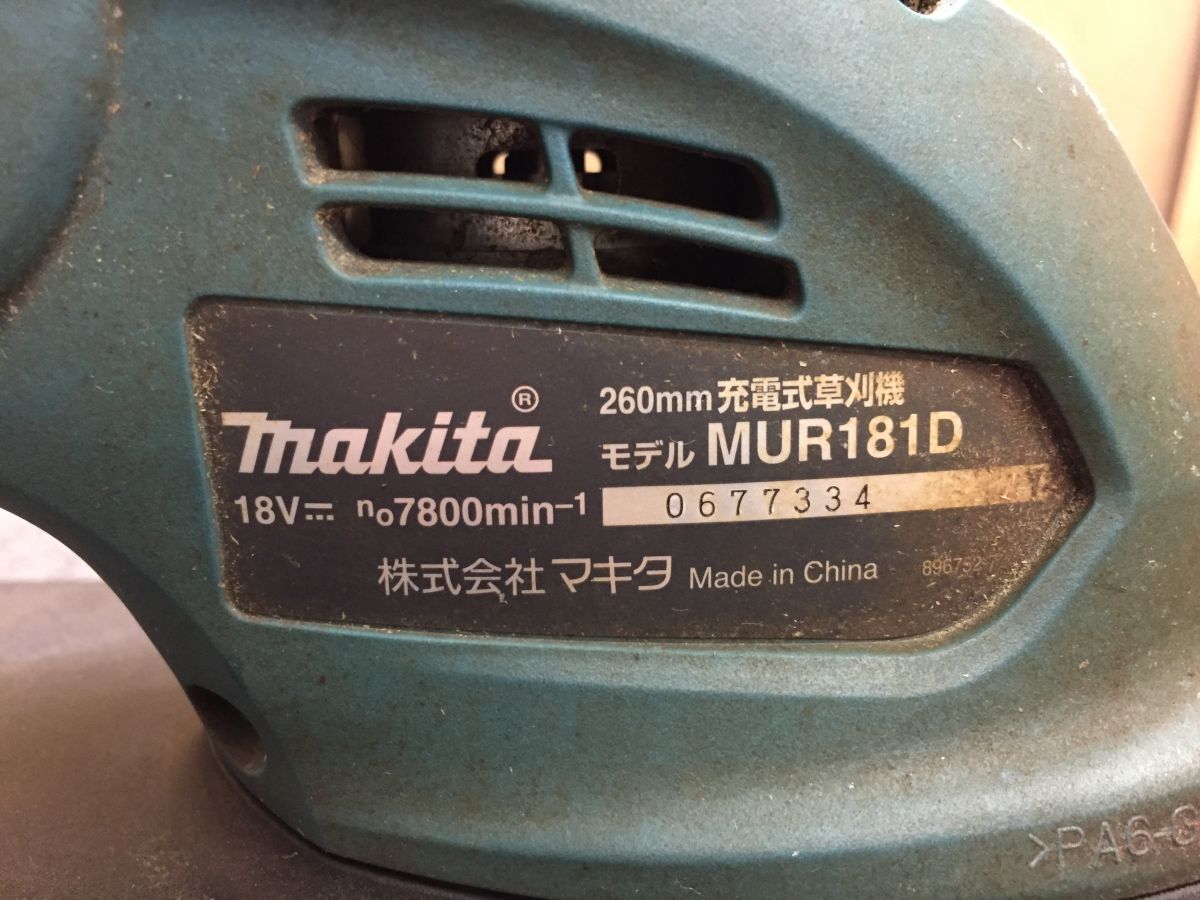 makita®
260mm 充電式草刈機
モデル MUR181D
18V⎓ n₀7800min⁻¹
0677334
株式会社 マキタ Made in China
>PA6-G